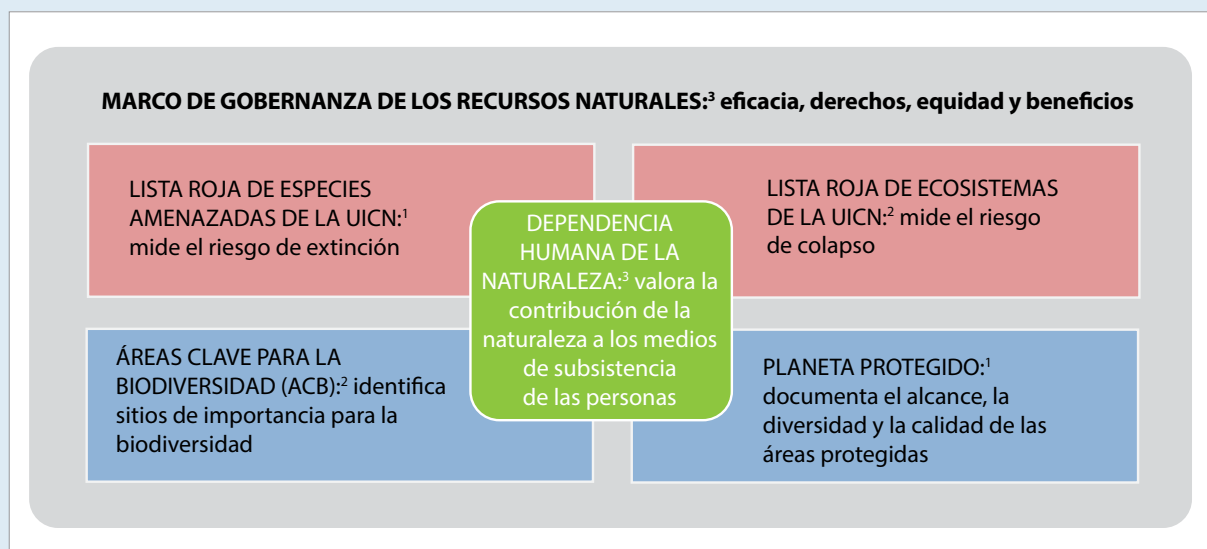 MARCO DE GOBERNANZA DE LOS RECURSOS NATURALES:³ eficacia, derechos, equidad y beneficios
LISTA ROJA DE ESPECIES
AMENAZADAS DE LA UICN:¹
mide el riesgo de extinción
LISTA ROJA DE ECOSISTEMAS
DE LA UICN:² mide el riesgo
de colapso
DEPENDENCIA
HUMANA DE LA
NATURALEZA:³ valora la
contribución de la
naturaleza a los medios
de subsistencia
de las personas
ÁREAS CLAVE PARA LA
BIODIVERSIDAD (ACB):² identifica
sitios de importancia para la
biodiversidad
PLANETA PROTEGIDO:¹
documenta el alcance, la
diversidad y la calidad de las
áreas protegidas